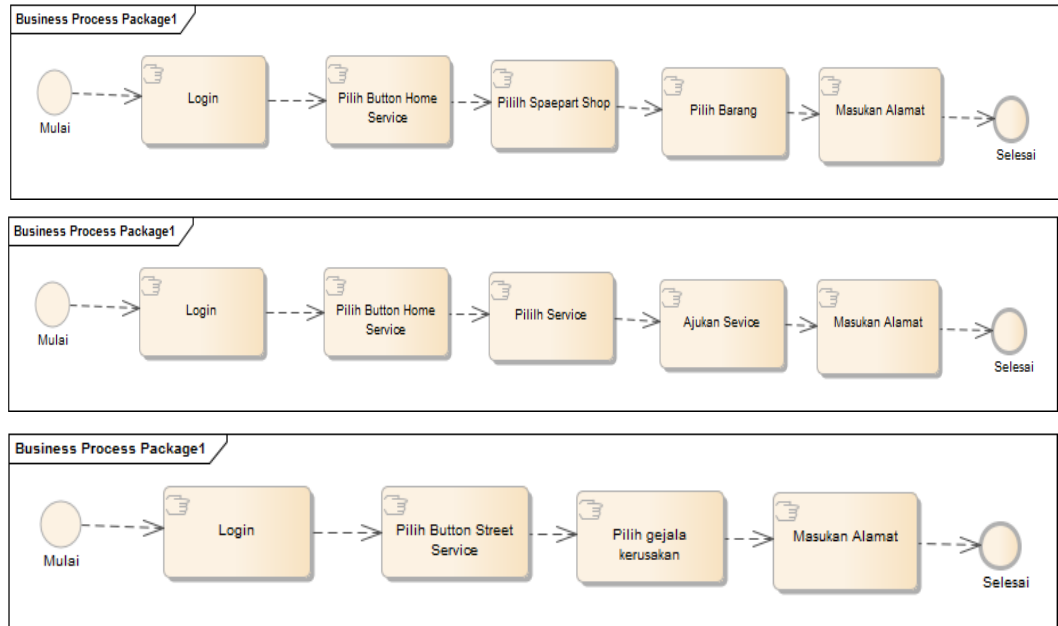 Business Process Package1
Mulai
Login
Pilih Button Home
Service
Pililh Spaepart Shop
Pilih Barang
Masukan Alamat
Selesai
Business Process Package1
Mulai
Login
Pilih Button Home
Service
Pililh Service
Ajukan Sevice
Masukan Alamat
Selesai
Business Process Package1
Mulai
Login
Pilih Button Street
Service
Pilih gejala
kerusakan
Masukan Alamat
Selesai